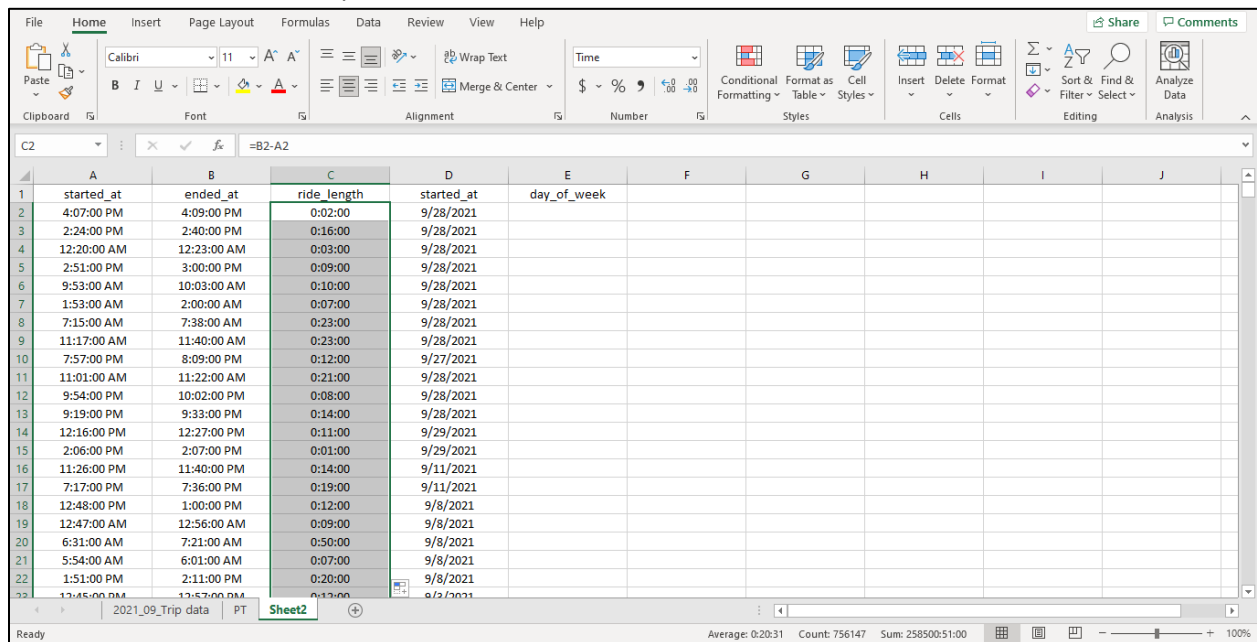 File Home Insert Page Layout Formulas Data Review View Help Share Comments
Calibri 11 A^ A˅ Wrap Text Time
Paste B I U A Merge & Center $ % 9 Conditional Formatting Format as Table Cell Styles Insert Delete Format Sort & Filter Find & Select Analyze Data
Clipboard Font Alignment Number Styles Cells Editing Analysis
C2 fx =B2-A2
A B C D E F G H I J
1 started_at ended_at ride_length started_at day_of_week
2 4:07:00 PM 4:09:00 PM 0:02:00 9/28/2021
3 2:24:00 PM 2:40:00 PM 0:16:00 9/28/2021
4 12:20:00 AM 12:23:00 AM 0:03:00 9/28/2021
5 2:51:00 PM 3:00:00 PM 0:09:00 9/28/2021
6 9:53:00 AM 10:03:00 AM 0:10:00 9/28/2021
7 1:53:00 AM 2:00:00 AM 0:07:00 9/28/2021
8 7:15:00 AM 7:38:00 AM 0:23:00 9/28/2021
9 11:17:00 AM 11:40:00 AM 0:23:00 9/28/2021
10 7:57:00 PM 8:09:00 PM 0:12:00 9/27/2021
11 11:01:00 AM 11:22:00 AM 0:21:00 9/28/2021
12 9:54:00 PM 10:02:00 PM 0:08:00 9/28/2021
13 9:19:00 PM 9:33:00 PM 0:14:00 9/28/2021
14 12:16:00 PM 12:27:00 PM 0:11:00 9/29/2021
15 2:06:00 PM 2:07:00 PM 0:01:00 9/29/2021
16 11:26:00 PM 11:40:00 PM 0:14:00 9/11/2021
17 7:17:00 PM 7:36:00 PM 0:19:00 9/11/2021
18 12:48:00 PM 1:00:00 PM 0:12:00 9/8/2021
19 12:47:00 AM 12:56:00 AM 0:09:00 9/8/2021
20 6:31:00 AM 7:21:00 AM 0:50:00 9/8/2021
21 5:54:00 AM 6:01:00 AM 0:07:00 9/8/2021
22 1:51:00 PM 2:11:00 PM 0:20:00 9/8/2021
23 12:45:00 PM 12:57:00 PM 0:12:00 9/3/2021
2021_09_Trip data PT Sheet2
Ready Average: 0:20:31 Count: 756147 Sum: 258500:51:00 100%